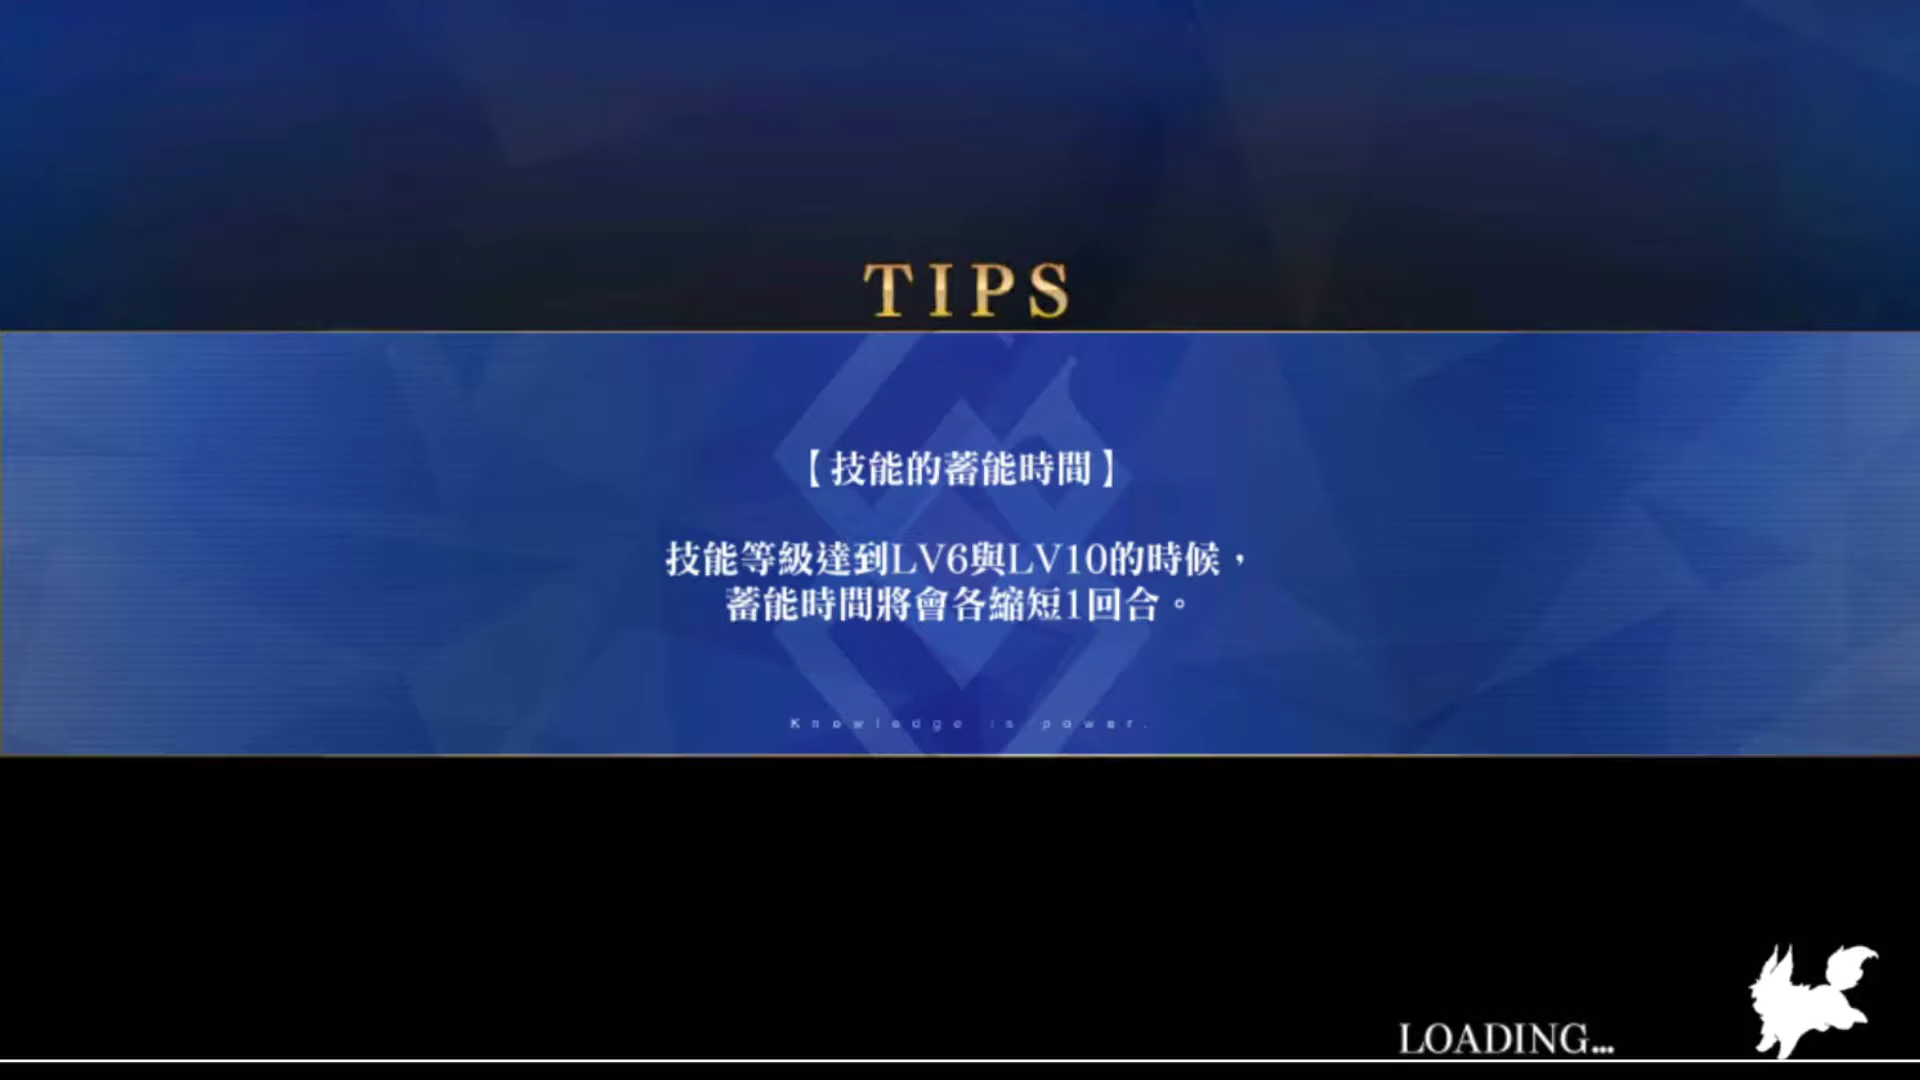 TIPS
【技能的蓄能時間】
技能等級達到LV6與LV10的時候，
蓄能時間將會各縮短1回合。
Knowledge is power.
LOADING...